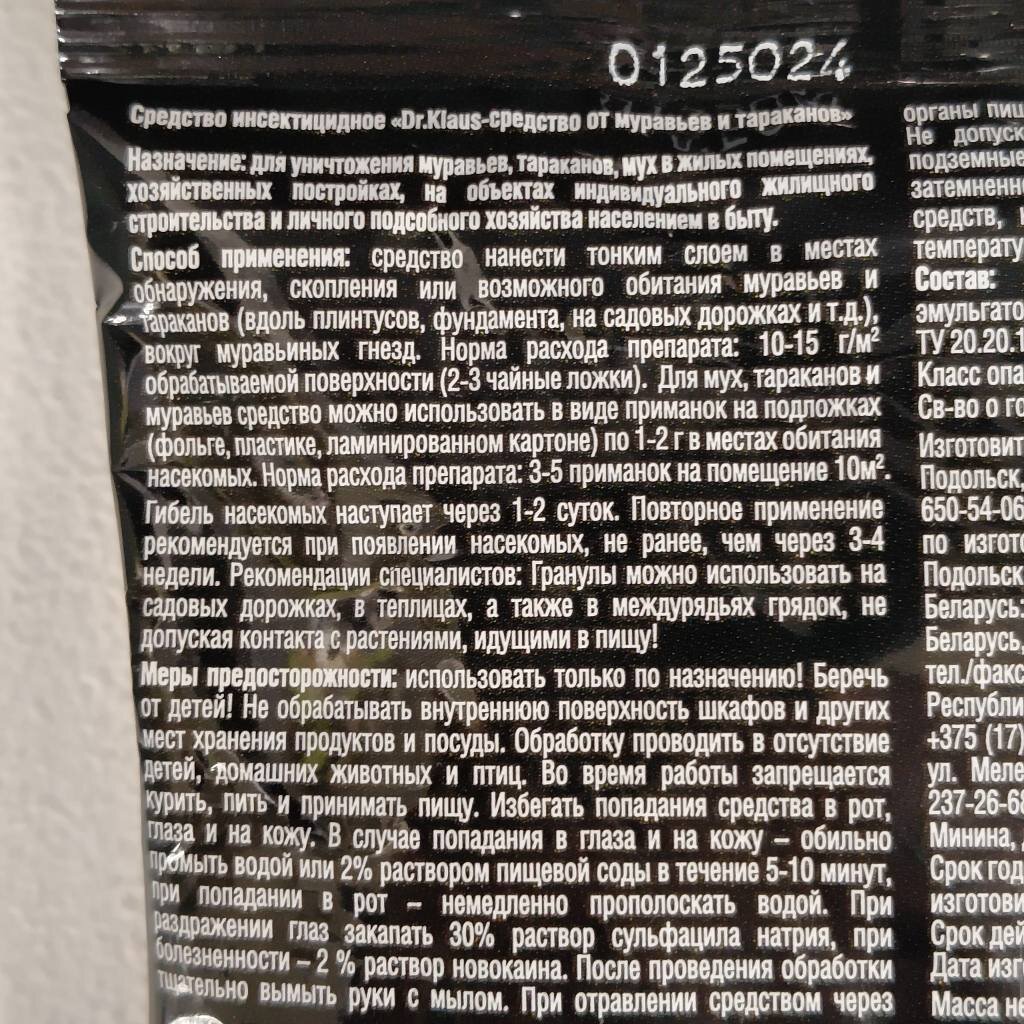 0125024
Средство инсектицидное «Dr.Klaus-средство от муравьев и тараканов»
Назначение: для уничтожения муравьев, тараканов, мух в жилых помещениях,
хозяйственных постройках, на объектах индивидуального жилищного
строительства и личного подсобного хозяйства населением в быту.
Способ применения: средство нанести тонким слоем в местах
обнаружения, скопления или возможного обитания муравьев и
тараканов (вдоль плинтусов, фундамента, на садовых дорожках и т.д.),
вокруг муравьиных гнезд. Норма расхода препарата: 10-15 г/м²
обрабатываемой поверхности (2-3 чайные ложки). Для мух, тараканов и
муравьев средство можно использовать в виде приманок на подложках
(фольге, пластике, ламинированном картоне) по 1-2 г в местах обитания
насекомых. Норма расхода препарата: 3-5 приманок на помещение 10м².
Гибель насекомых наступает через 1-2 суток. Повторное применение
рекомендуется при появлении насекомых, не ранее, чем через 3-4
недели. Рекомендации специалистов: Гранулы можно использовать на
садовых дорожках, в теплицах, а также в междурядьях грядок, не
допуская контакта с растениями, идущими в пищу!
Меры предосторожности: использовать только по назначению! Беречь
от детей! Не обрабатывать внутреннюю поверхность шкафов и других
мест хранения продуктов и посуды. Обработку проводить в отсутствие
детей, домашних животных и птиц. Во время работы запрещается
курить, пить и принимать пищу. Избегать попадания средства в рот,
глаза и на кожу. В случае попадания в глаза и на кожу – обильно
промыть водой или 2% раствором пищевой соды в течение 5-10 минут,
при попадании в рот – немедленно прополоскать водой. При
раздражении глаз закапать 30% раствор сульфацила натрия, при
болезненности – 2 % раствор новокаина. После проведения обработки
тщательно вымыть руки с мылом. При отравлении средством через
органы пищ
Не допуск
подземные
затемненн
средств,
температу
Состав:
эмульгато
ТУ 20.20.1
Класс опа
Св-во о го
Изготовит
Подольск,
650-54-06
по изгото
Подольск
Беларусь:
Беларусь,
тел./факс
Республи
+375 (17)
ул. Меле
237-26-68
Минина,
Срок год
изготови
Срок дей
Дата изг
Масса не